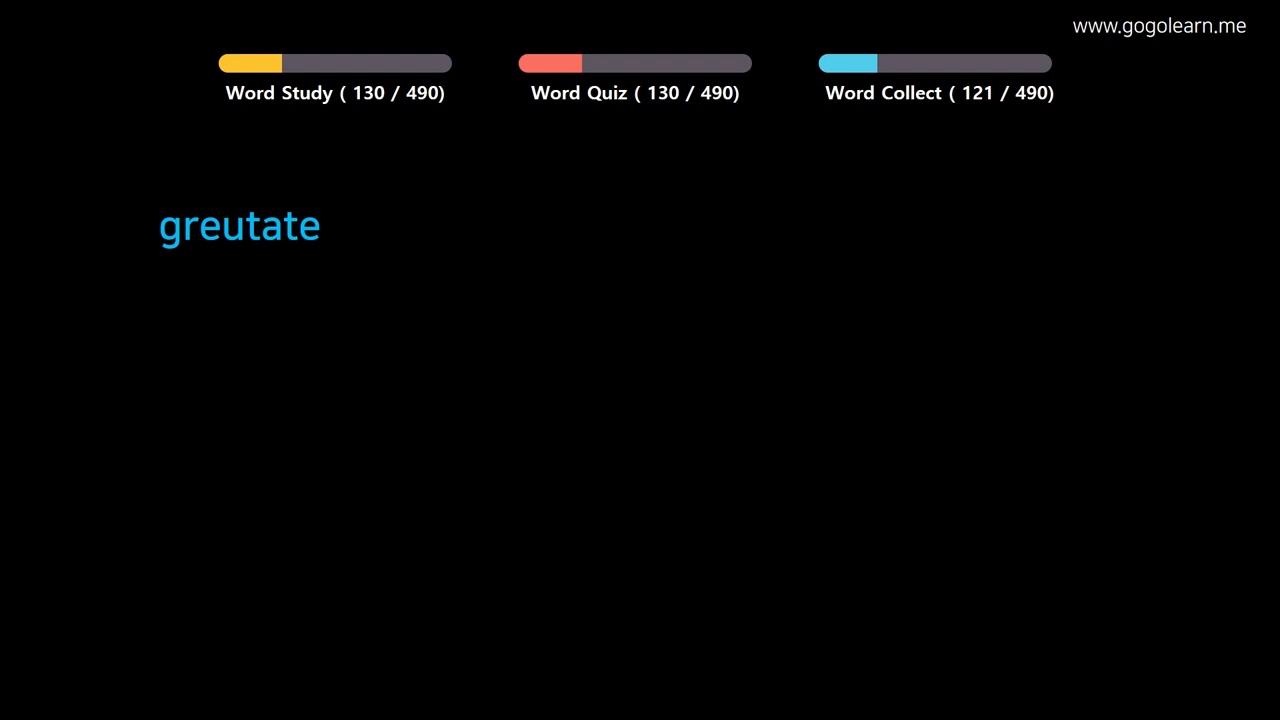 www.gogolearn.me
Word Study ( 130 / 490)
Word Quiz ( 130 / 490)
Word Collect ( 121 / 490)
greutate